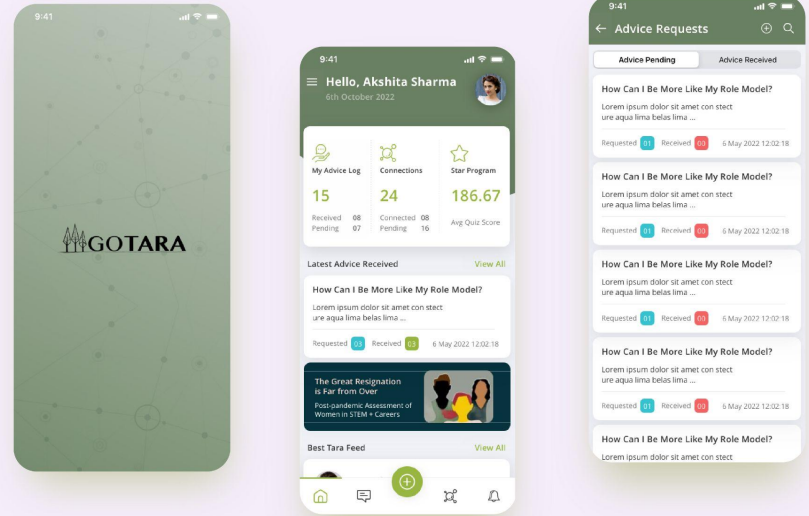 9:41
GOTARA
9:41
Hello, Akshita Sharma
6th October 2022
My Advice Log
15
Received 08
Pending 07
Connections
24
Connected 08
Pending 16
Star Program
186.67
Avg Quiz Score
Latest Advice Received View All
How Can I Be More Like My Role Model?
Lorem ipsum dolor sit amet con stect
ure aqua lima belas lima ...
Requested 03 Received 03 6 May 2022 12:02:18
The Great Resignation
is Far from Over
Post-pandemic Assessment of
Women in STEM + Careers
Best Tara Feed View All
9:41
Advice Requests
Advice Pending Advice Received
How Can I Be More Like My Role Model?
Lorem ipsum dolor sit amet con stect
ure aqua lima belas lima ...
Requested 01 Received 00 6 May 2022 12:02:18
How Can I Be More Like My Role Model?
Lorem ipsum dolor sit amet con stect
ure aqua lima belas lima ...
Requested 01 Received 00 6 May 2022 12:02:18
How Can I Be More Like My Role Model?
Lorem ipsum dolor sit amet con stect
ure aqua lima belas lima ...
Requested 01 Received 00 6 May 2022 12:02:18
How Can I Be More Like My Role Model?
Lorem ipsum dolor sit amet con stect
ure aqua lima belas lima ...
Requested 01 Received 00 6 May 2022 12:02:18
How Can I Be More Like My Role Model?
Lorem ipsum dolor sit amet con stect